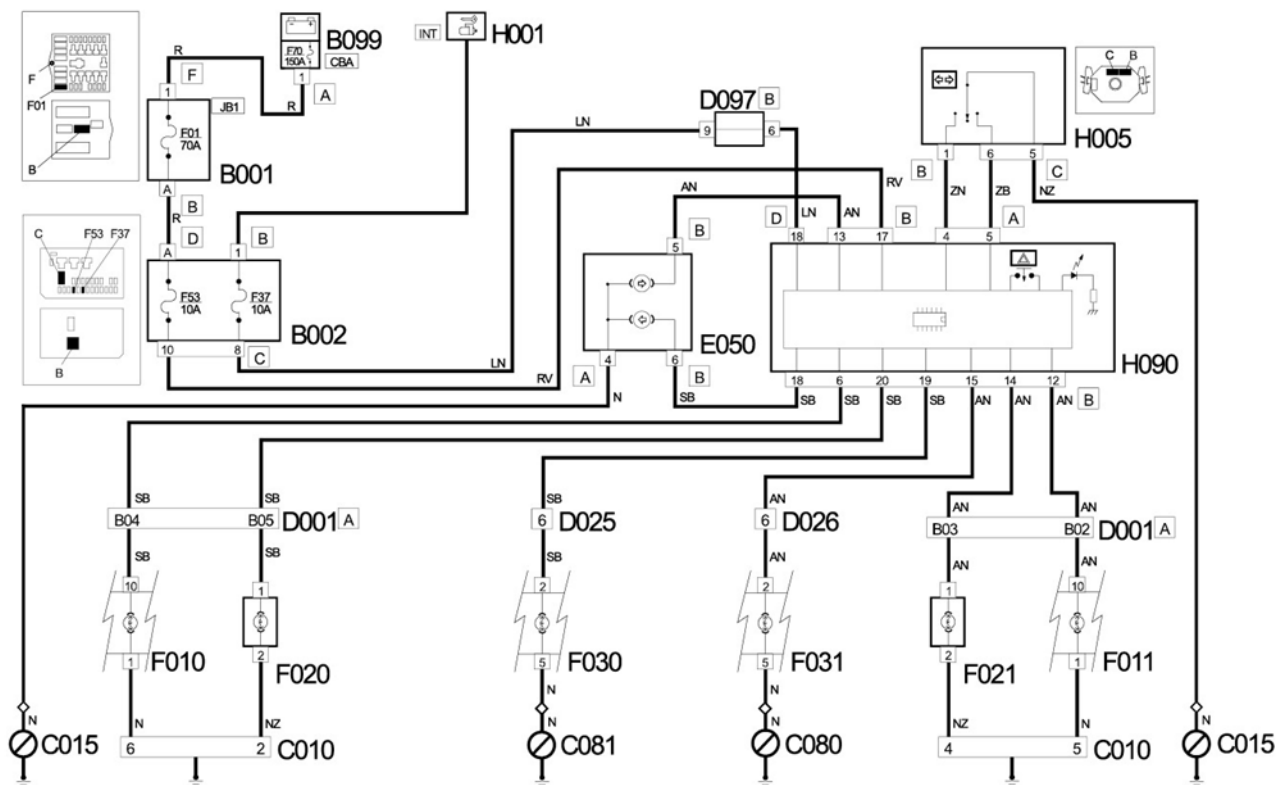 INT
H001
B099
F70
150A
CBA
1
A
R
F
1
JB1
R
F
F01
B
F01
70A
B001
A
B
R
D
B
A
1
F53
10A
F37
10A
B002
10
8
C
C
F53
F37
B
LN
RV
LN
D097
B
9
6
RV
AN
LN
AN
D
B
18
13
17
4
5
A
H005
B
1
6
5
C
ZN
ZB
NZ
C
B
B
5
E050
4
6
A
B
N
SB
H090
18
6
20
19
15
14
12
B
SB
SB
SB
SB
AN
AN
AN
SB
SB
B04
B05
D001
A
SB
SB
10
1
1
2
F010
F020
N
NZ
6
2
C010
N
C015
SB
6
D025
SB
2
5
F030
N
N
C081
AN
6
D026
AN
2
5
F031
N
N
C080
AN
AN
B03
B02
D001
A
AN
AN
1
10
2
1
F021
F011
NZ
N
4
5
C010
N
C015